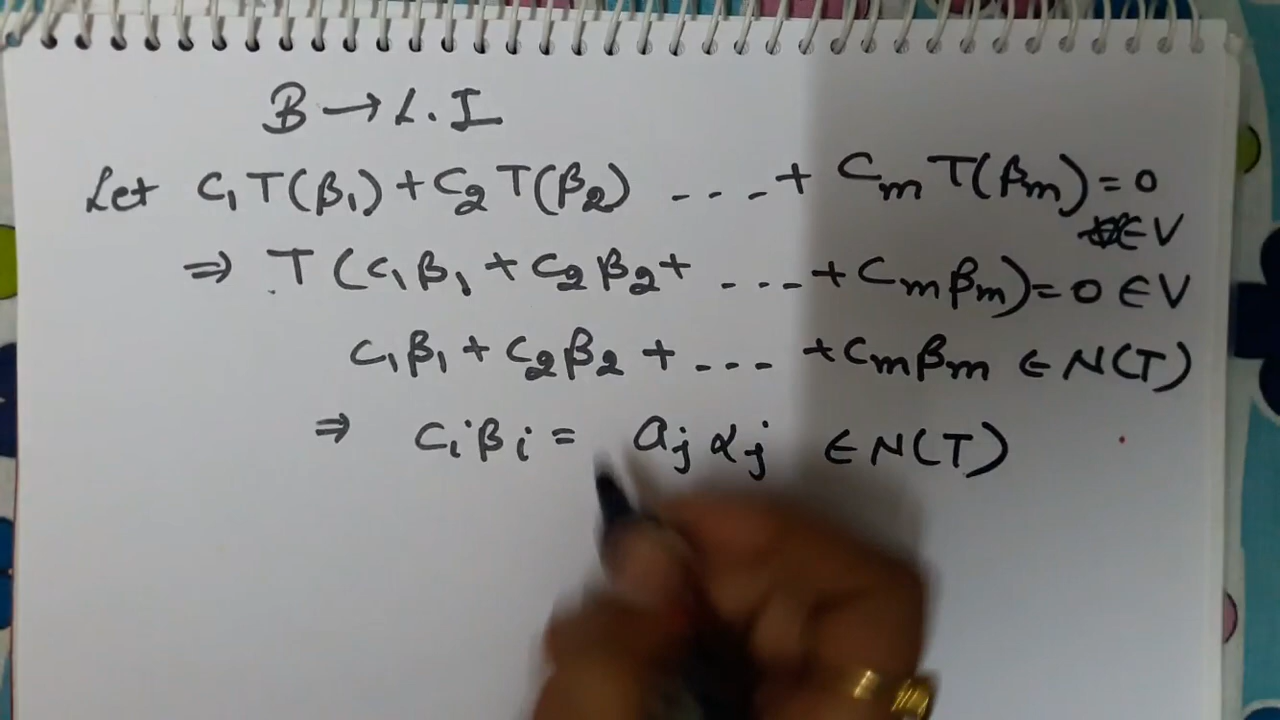 B → L.I
Let C₁T(β₁) + C₂T(β₂) ---+ CₘT(βₘ) = 0
∈V
⇒ T(C₁β₁ + C₂β₂+ ---+ Cₘβₘ) = 0 ∈V
C₁β₁ + C₂β₂ + --- + Cₘβₘ ∈ N(T)
⇒ Cᵢβᵢ = aⱼαⱼ ∈N(T)